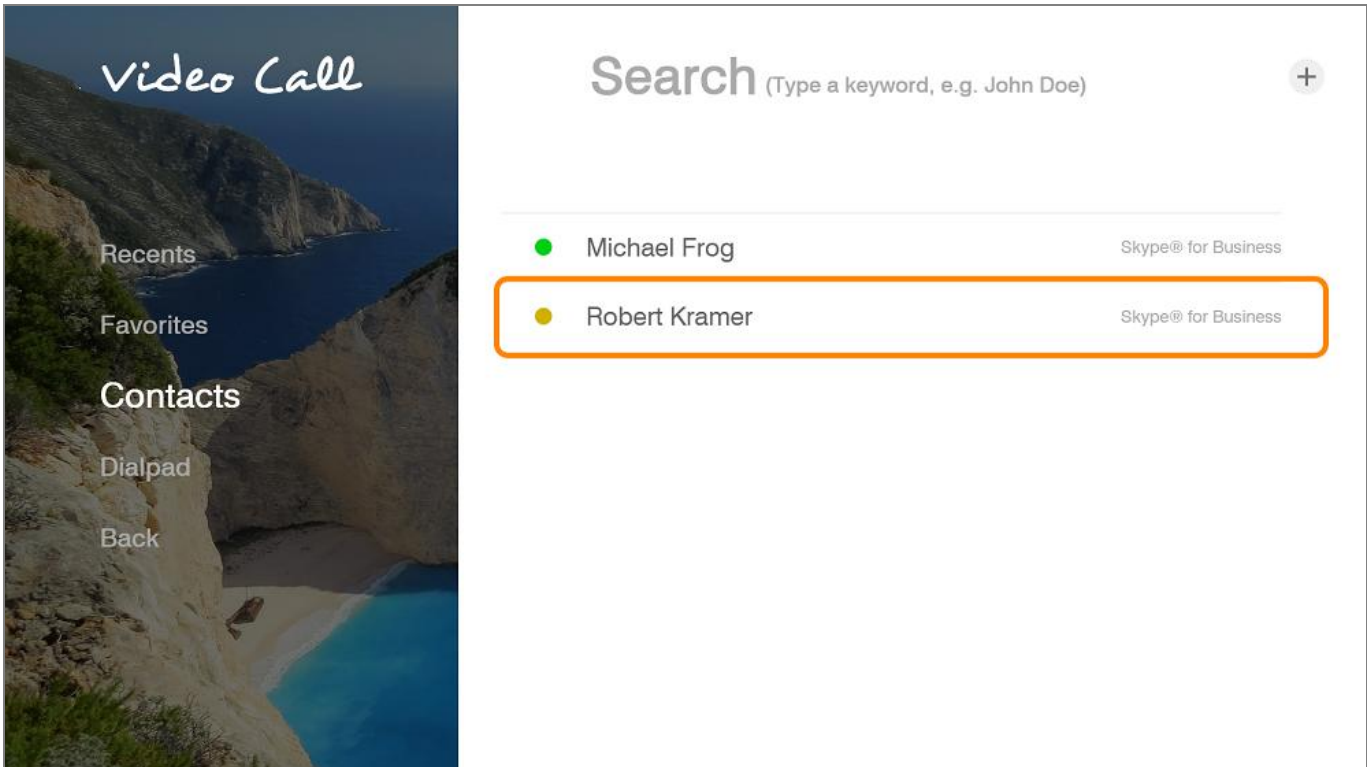 Video Call
Recents
Favorites
Contacts
Dialpad
Back
Search (Type a keyword, e.g. John Doe)
+
Michael Frog Skype® for Business
Robert Kramer Skype® for Business